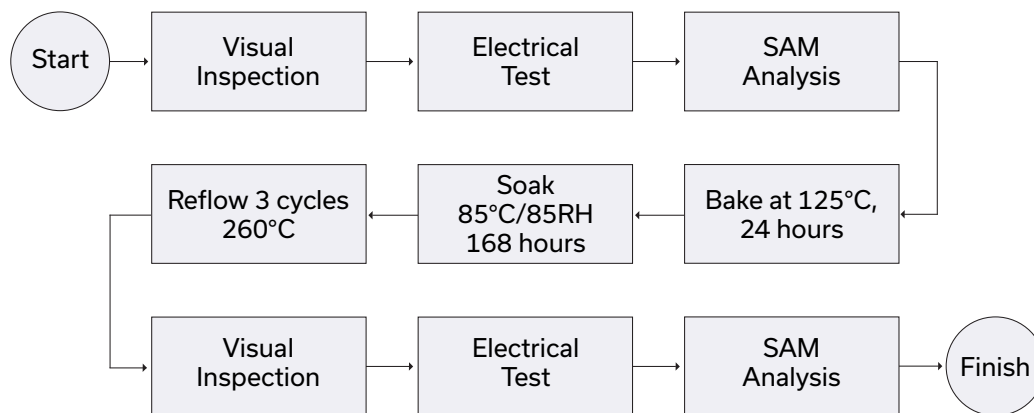 Start
Visual
Inspection
Electrical
Test
SAM
Analysis
Bake at 125°C,
24 hours
Soak
85°C/85RH
168 hours
Reflow 3 cycles
260°C
Visual
Inspection
Electrical
Test
SAM
Analysis
Finish